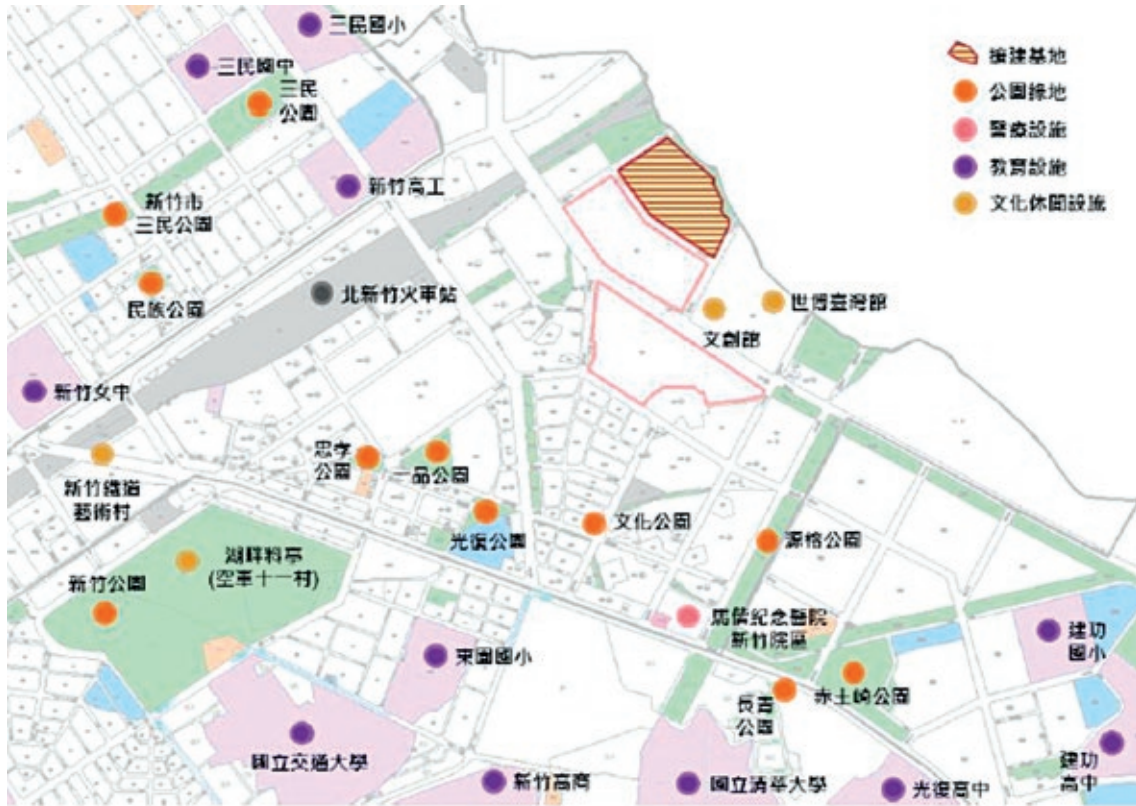 三民國小
三民國中
三民
公園
新竹高工
新竹市
三民公園
民族公園
北新竹火車站
新竹女中
新竹鐵道
藝術村
忠孝
公園
一品公園
光復公園
文化公園
湖畔料亭
(空軍十一村)
新竹公園
東園國小
國立交通大學
新竹高商
國立清華大學
光復高中
長青
公園
赤土崎公園
建功
國小
建功
高中
馬偕紀念醫院
新竹院區
源格公園
文創館
世博臺灣館
擴建基地
公園綠地
醫療設施
教育設施
文化休閒設施